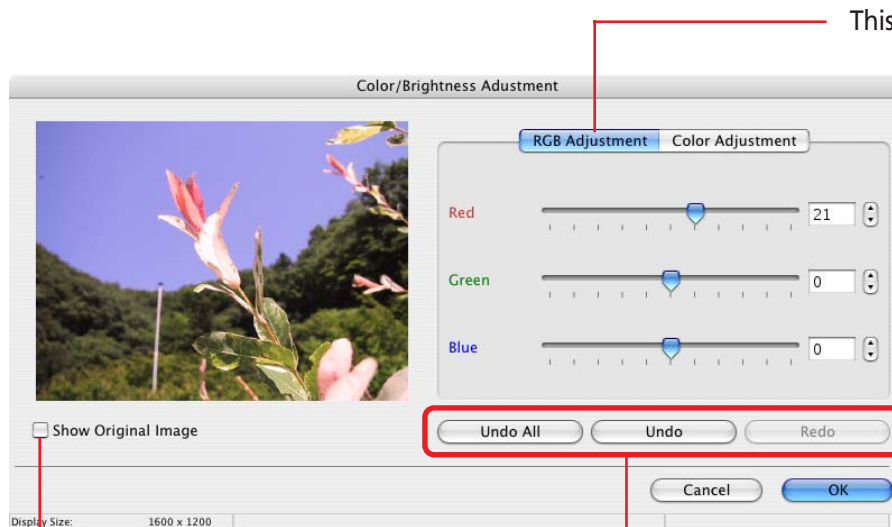 This
Color/Brightness Adustment
RGB Adjustment Color Adjustment
Red 21
Green 0
Blue 0
Show Original Image
Undo All Undo Redo
Cancel OK
Display Size: 1600 x 1200